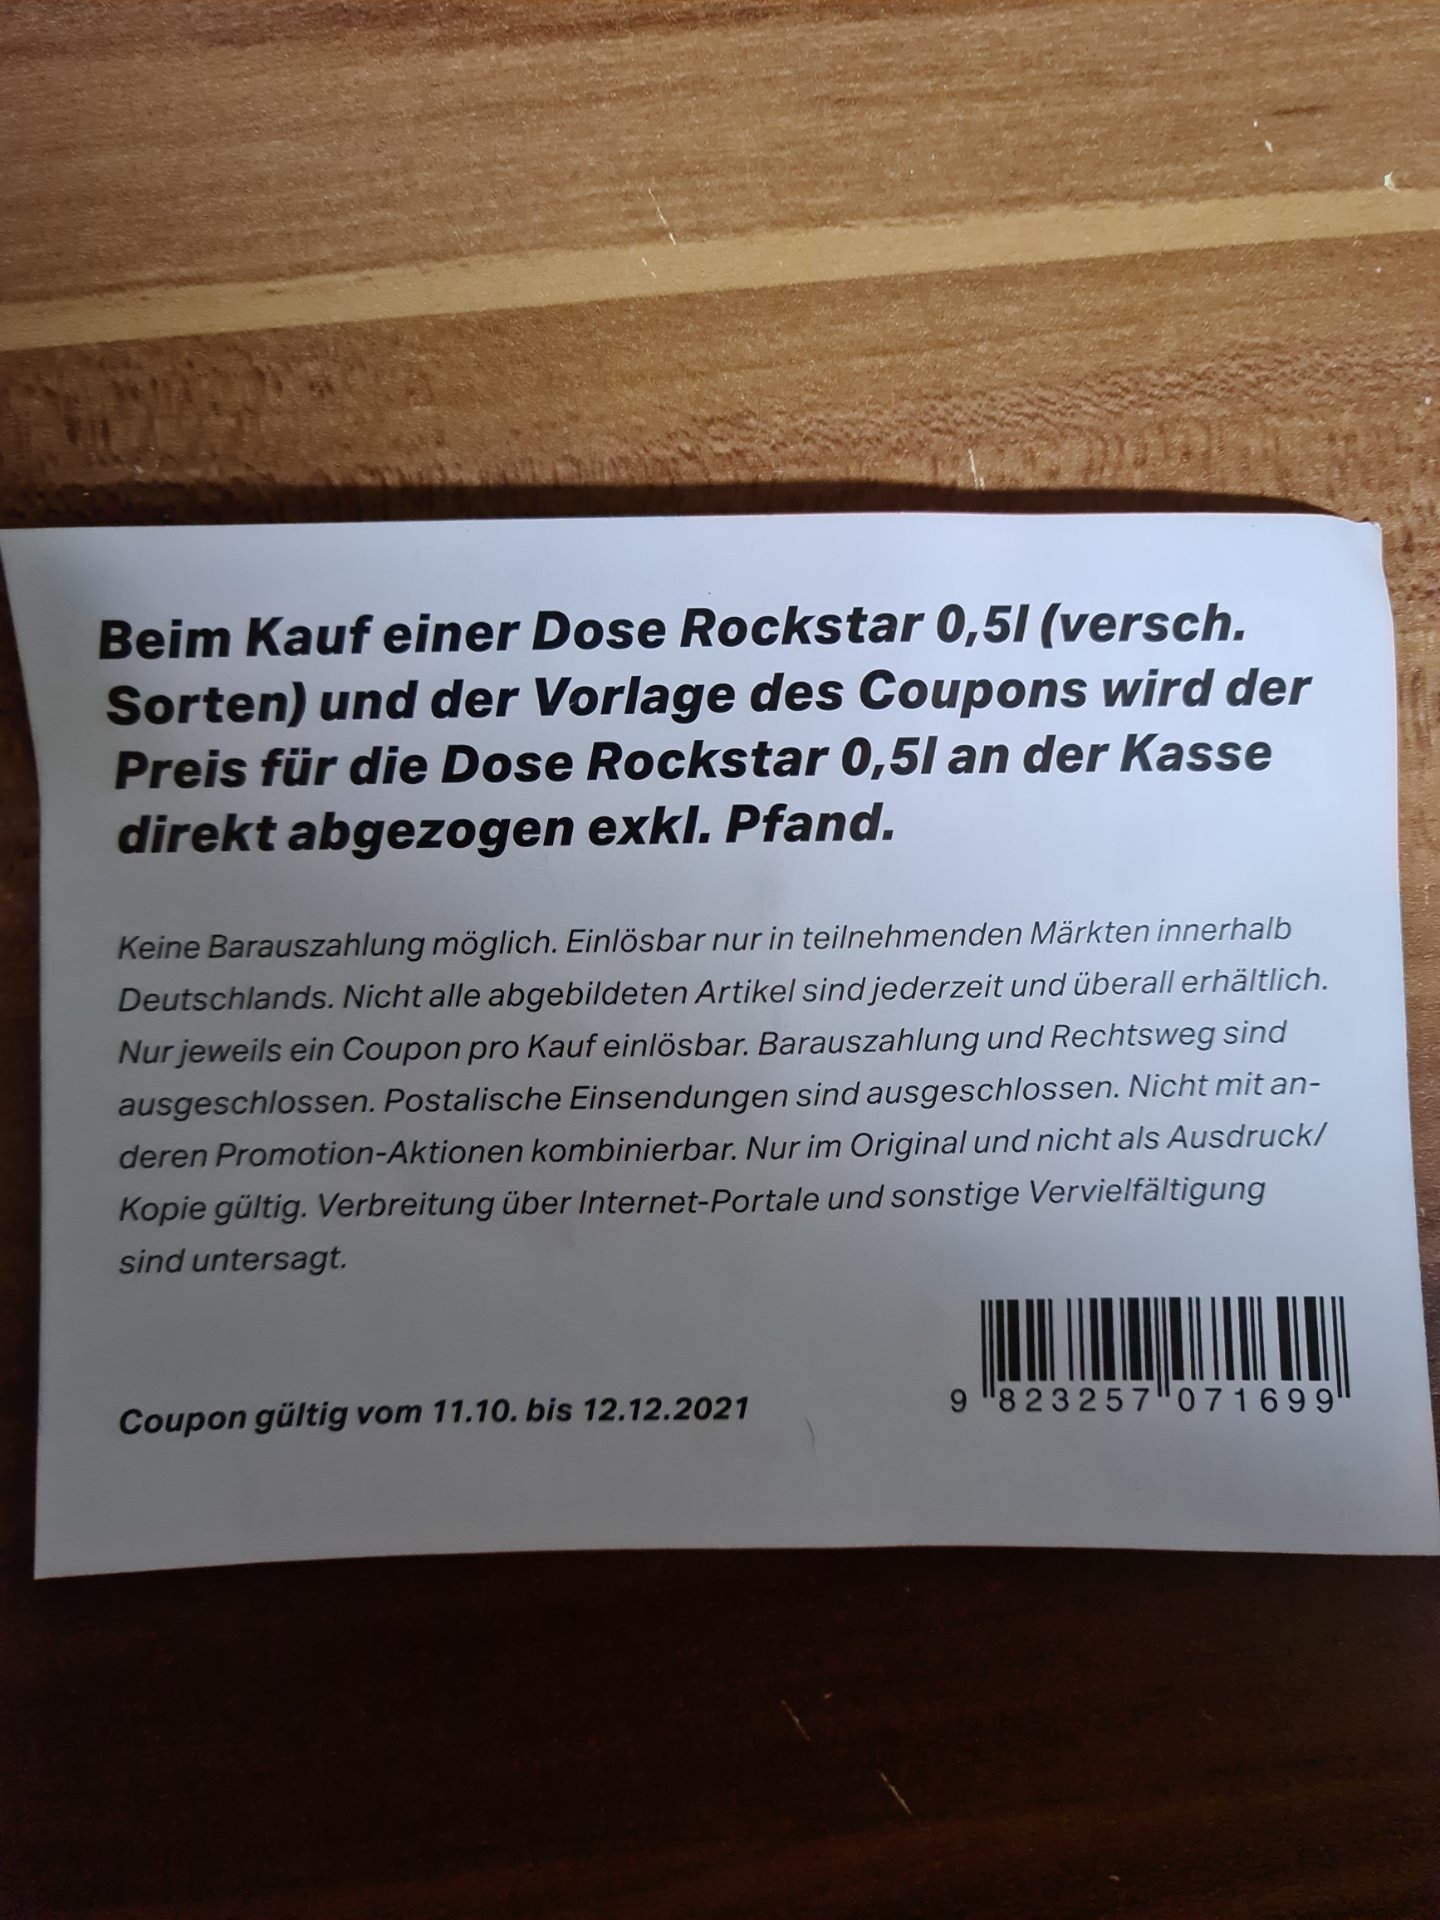 Beim Kauf einer Dose Rockstar 0,5l (versch.
Sorten) und der Vorlage des Coupons wird der
Preis für die Dose Rockstar 0,5l an der Kasse
direkt abgezogen exkl. Pfand.
Keine Barauszahlung möglich. Einlösbar nur in teilnehmenden Märkten innerhalb
Deutschlands. Nicht alle abgebildeten Artikel sind jederzeit und überall erhältlich.
Nur jeweils ein Coupon pro Kauf einlösbar. Barauszahlung und Rechtsweg sind
ausgeschlossen. Postalische Einsendungen sind ausgeschlossen. Nicht mit an-
deren Promotion-Aktionen kombinierbar. Nur im Original und nicht als Ausdruck/
Kopie gültig. Verbreitung über Internet-Portale und sonstige Vervielfältigung
sind untersagt.
Coupon gültig vom 11.10. bis 12.12.2021
9 823257 071699